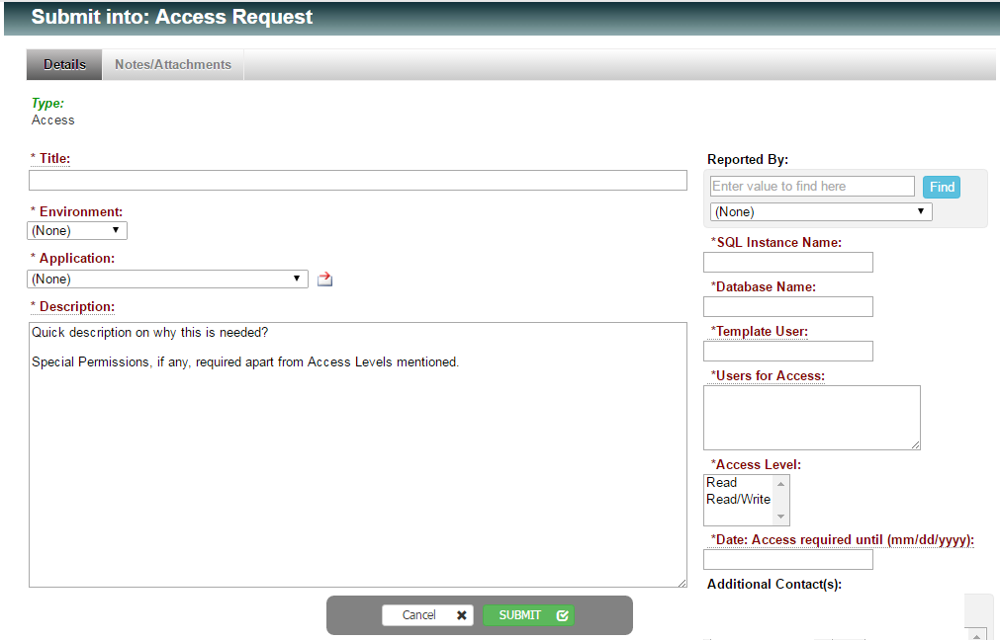 Submit into: Access Request
Details Notes/Attachments
Type:
Access
* Title:
* Environment:
(None)
* Application:
(None)
* Description:
Quick description on why this is needed?
Special Permissions, if any, required apart from Access Levels mentioned.
Reported By:
Enter value to find here Find
(None)
*SQL Instance Name:
*Database Name:
*Template User:
*Users for Access:
*Access Level:
Read
Read/Write
*Date: Access required until (mm/dd/yyyy):
Additional Contact(s):
Cancel SUBMIT